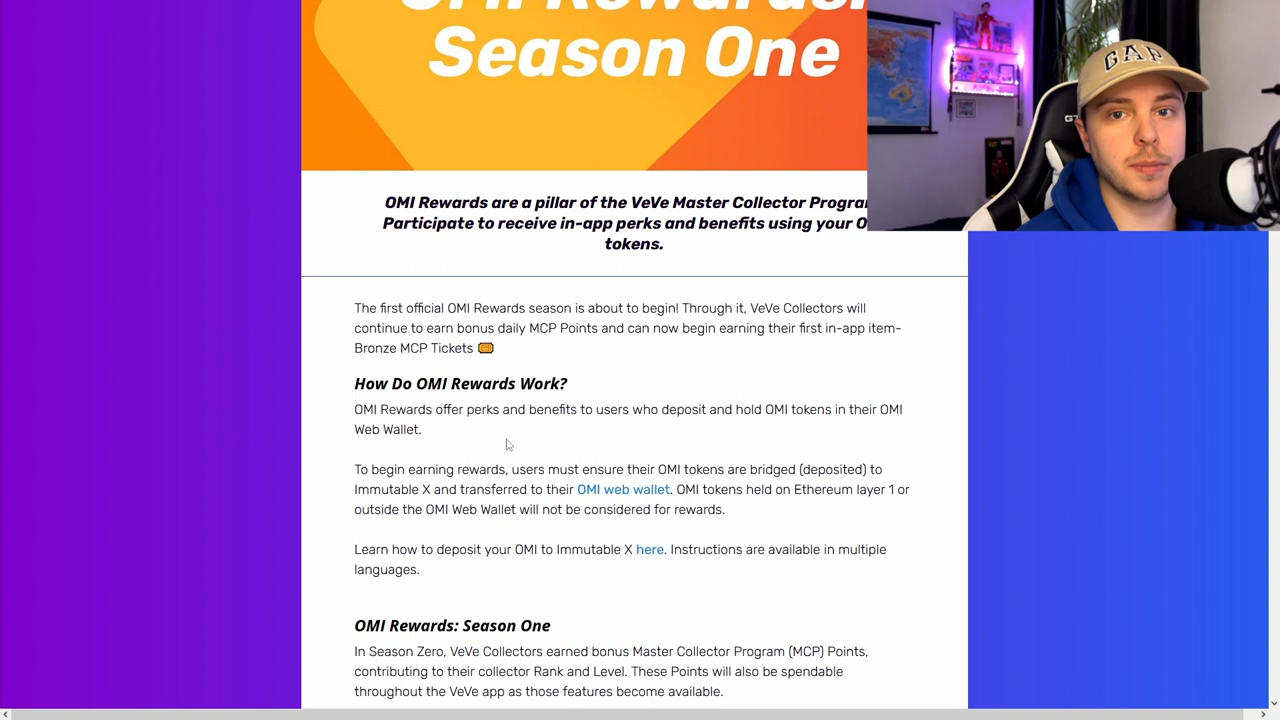 OMI Rewards:
Season One
GAP
OMI Rewards are a pillar of the VeVe Master Collector Program
Participate to receive in-app perks and benefits using your O
tokens.
The first official OMI Rewards season is about to begin! Through it, VeVe Collectors will
continue to earn bonus daily MCP Points and can now begin earning their first in-app item-
Bronze MCP Tickets 🎫
How Do OMI Rewards Work?
OMI Rewards offer perks and benefits to users who deposit and hold OMI tokens in their OMI
Web Wallet.
To begin earning rewards, users must ensure their OMI tokens are bridged (deposited) to
Immutable X and transferred to their OMI web wallet. OMI tokens held on Ethereum layer 1 or
outside the OMI Web Wallet will not be considered for rewards.
Learn how to deposit your OMI to Immutable X here. Instructions are available in multiple
languages.
OMI Rewards: Season One
In Season Zero, VeVe Collectors earned bonus Master Collector Program (MCP) Points,
contributing to their collector Rank and Level. These Points will also be spendable
throughout the VeVe app as those features become available.